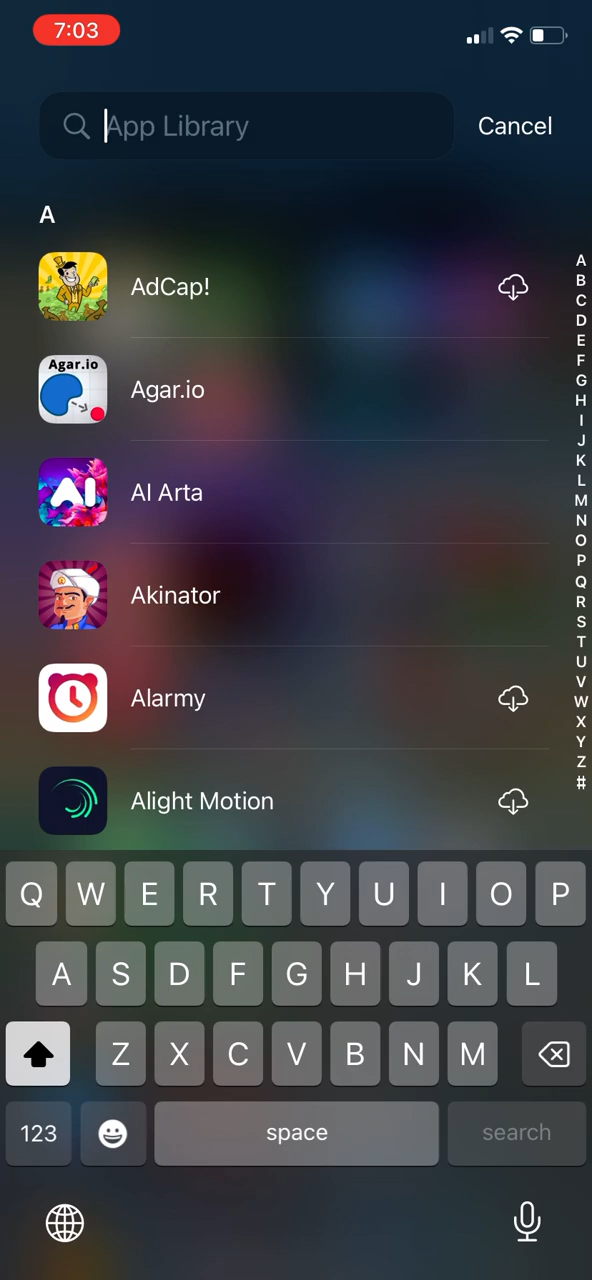 7:03
App Library
Cancel
A
AdCap!
Agar.io
Agar.io
AI
AI Arta
Akinator
Alarmy
Alight Motion
A
B
C
D
E
F
G
H
I
J
K
L
M
N
O
P
Q
R
S
T
U
V
W
X
Y
Z
#
Q W E R T Y U I O P
A S D F G H J K L
Z X C V B N M
123 space search